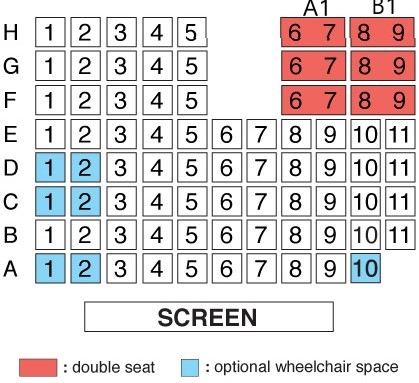 A1 B1
H 1 2 3 4 5 6 7 8 9
G 1 2 3 4 5 6 7 8 9
F 1 2 3 4 5 6 7 8 9
E 1 2 3 4 5 6 7 8 9 10 11
D 1 2 3 4 5 6 7 8 9 10 11
C 1 2 3 4 5 6 7 8 9 10 11
B 1 2 3 4 5 6 7 8 9 10 11
A 1 2 3 4 5 6 7 8 9 10
SCREEN
: double seat : optional wheelchair space